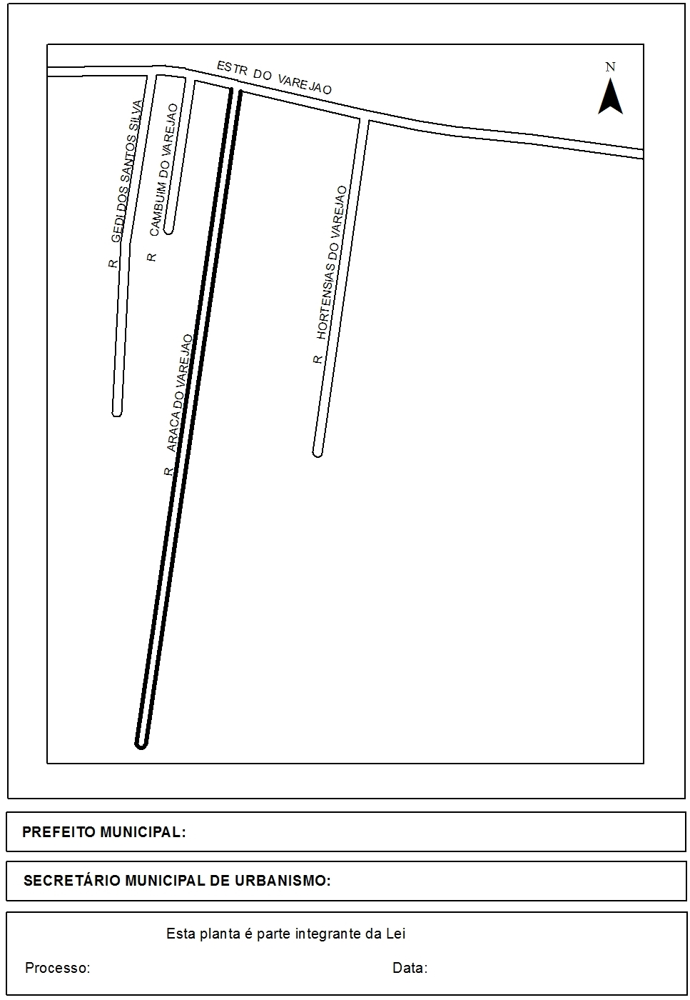 ESTR DO VAREJAO
N
R GEDI DOS SANTOS SILVA
R CAMBUIM DO VAREJAO
R HORTENSIAS DO VAREJAO
R ARACA DO VAREJAO
PREFEITO MUNICIPAL:
SECRETÁRIO MUNICIPAL DE URBANISMO:
Esta planta é parte integrante da Lei
Processo: Data: